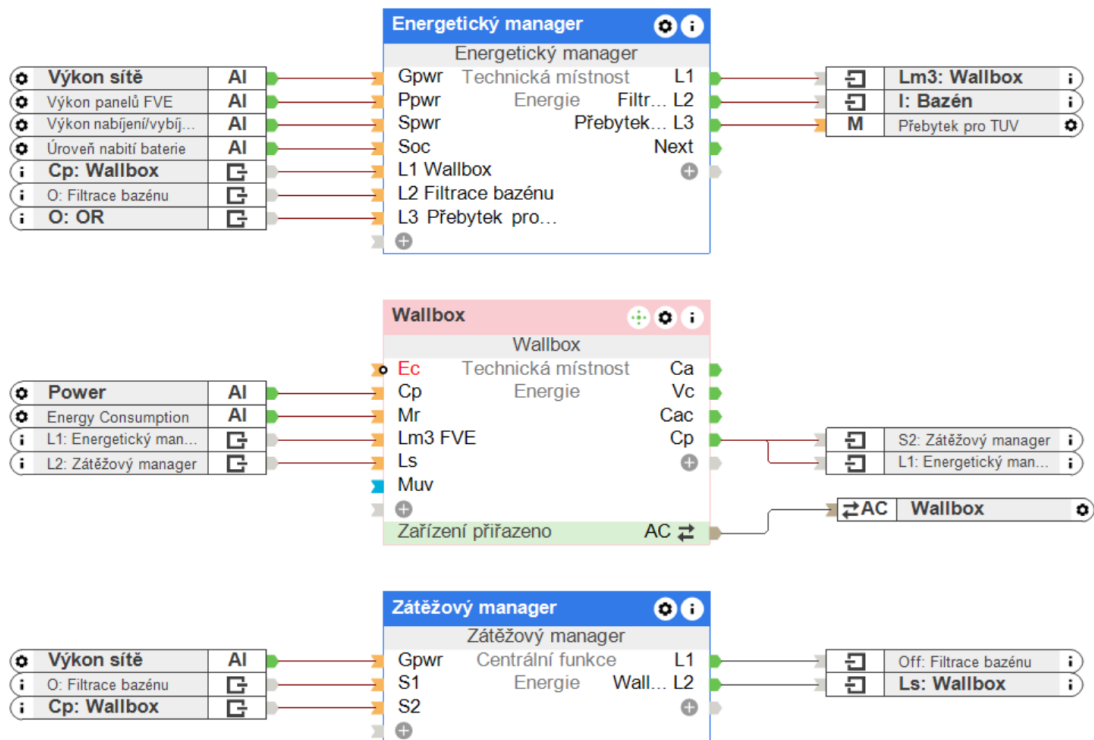 Energetický manager
Energetický manager
Výkon sítě AI Gpwr Technická místnost L1 Lm3: Wallbox
Výkon panelů FVE AI Ppwr Energie Filtr... L2 I: Bazén
Výkon nabíjení/vybíj... AI Spwr Přebytek... L3 M Přebytek pro TUV
Úroveň nabití baterie AI Soc Next
Cp: Wallbox L1 Wallbox
O: Filtrace bazénu L2 Filtrace bazénu
O: OR L3 Přebytek pro...
Wallbox
Wallbox
Ec Technická místnost Ca
Power AI Cp Energie Vc
Energy Consumption AI Mr Cac
L1: Energetický man... Lm3 FVE Cp S2: Zátěžový manager
L2: Zátěžový manager Ls L1: Energetický man...
Muv
AC Wallbox
Zařízení přiřazeno AC
Zátěžový manager
Zátěžový manager
Výkon sítě AI Gpwr Centrální funkce L1 Off: Filtrace bazénu
O: Filtrace bazénu S1 Energie Wall... L2 Ls: Wallbox
Cp: Wallbox S2